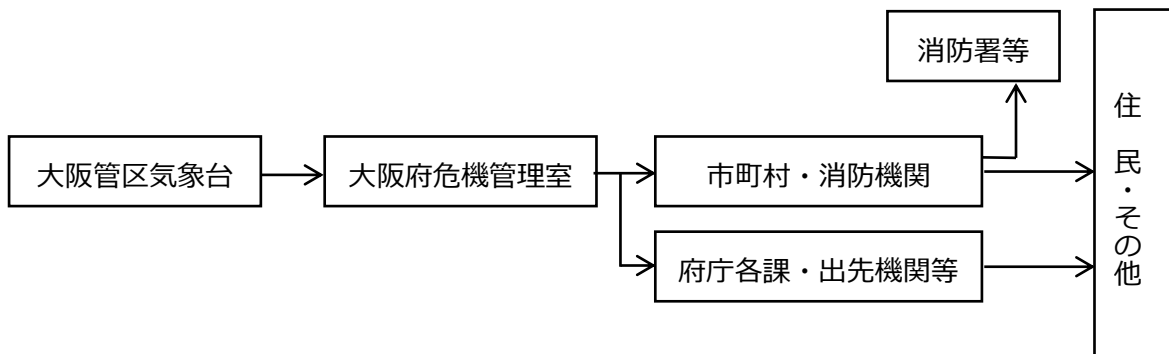 消防署等
大阪管区気象台
大阪府危機管理室
市町村・消防機関
府庁各課・出先機関等
住民・その他